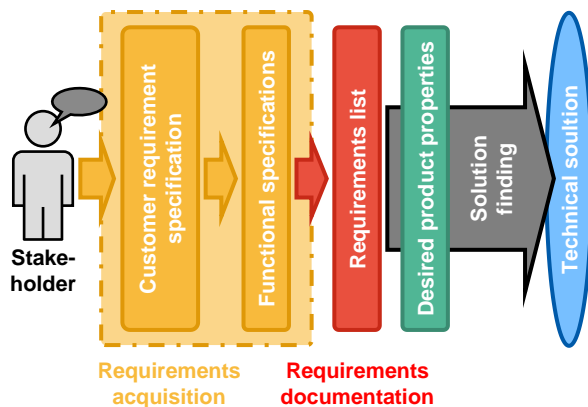 Stake-
holder
Customer requirement
specification
Functional specifications
Requirements list
Desired product properties
Solution
finding
Technical soultion
Requirements
acquisition
Requirements
documentation